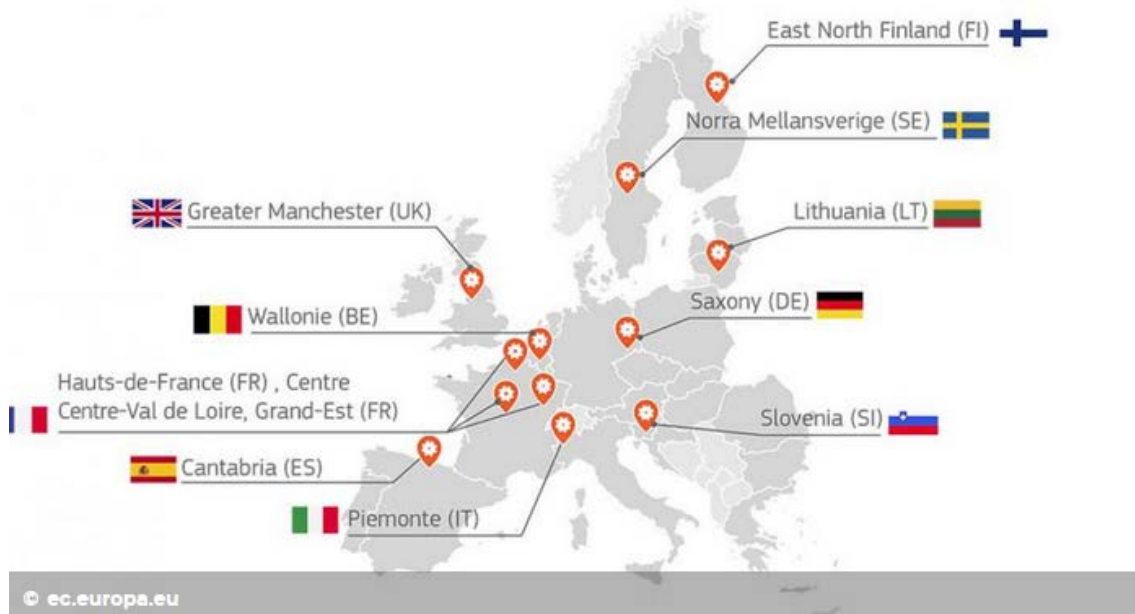 East North Finland (FI)
Norra Mellansverige (SE)
Greater Manchester (UK)
Lithuania (LT)
Saxony (DE)
Wallonie (BE)
Hauts-de-France (FR) , Centre
Centre-Val de Loire, Grand-Est (FR)
Slovenia (SI)
Cantabria (ES)
Piemonte (IT)
© ec.europa.eu